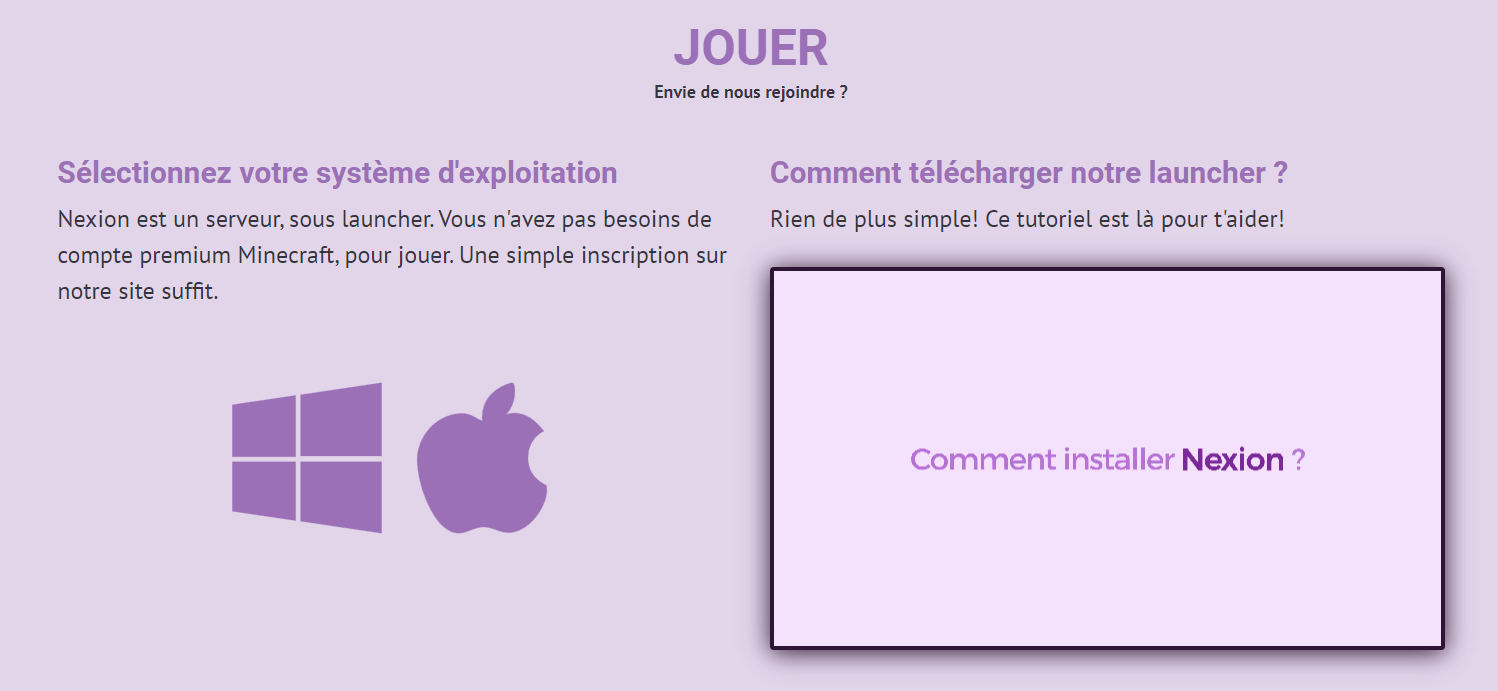 JOUER
Envie de nous rejoindre ?
Sélectionnez votre système d'exploitation
Nexion est un serveur, sous launcher. Vous n'avez pas besoins de
compte premium Minecraft, pour jouer. Une simple inscription sur
notre site suffit.
Comment télécharger notre launcher ?
Rien de plus simple! Ce tutoriel est là pour t'aider!
Comment installer Nexion ?